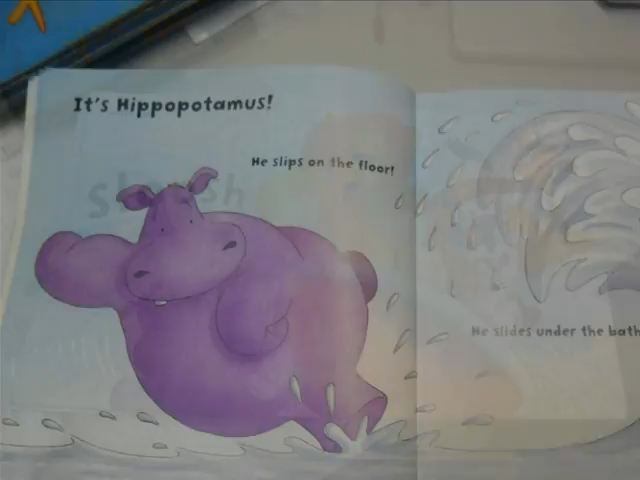 It's Hippopotamus!
He slips on the floor!
He slides under the bath